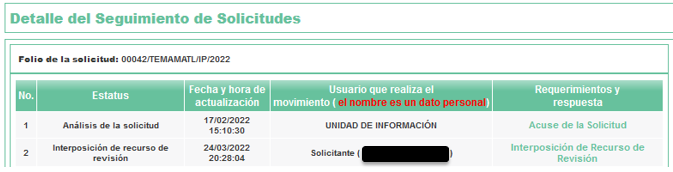 Detalle del Seguimiento de Solicitudes
Folio de la solicitud: 00042/TEMAMATL/IP/2022
No. Estatus Fecha y hora de actualización Usuario que realiza el movimiento ( el nombre es un dato personal) Requerimientos y respuesta
1 Análisis de la solicitud 17/02/2022 15:10:30 UNIDAD DE INFORMACIÓN Acuse de la Solicitud
2 Interposición de recurso de revisión 24/03/2022 20:28:04 Solicitante ( ) Interposición de Recurso de Revisión